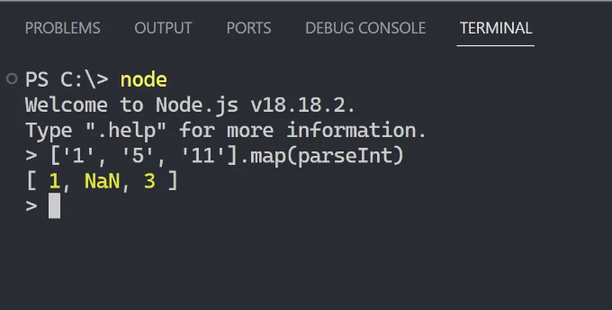 PROBLEMS OUTPUT PORTS DEBUG CONSOLE TERMINAL
PS C:\> node
Welcome to Node.js v18.18.2.
Type ".help" for more information.
> ['1', '5', '11'].map(parseInt)
[ 1, NaN, 3 ]
>